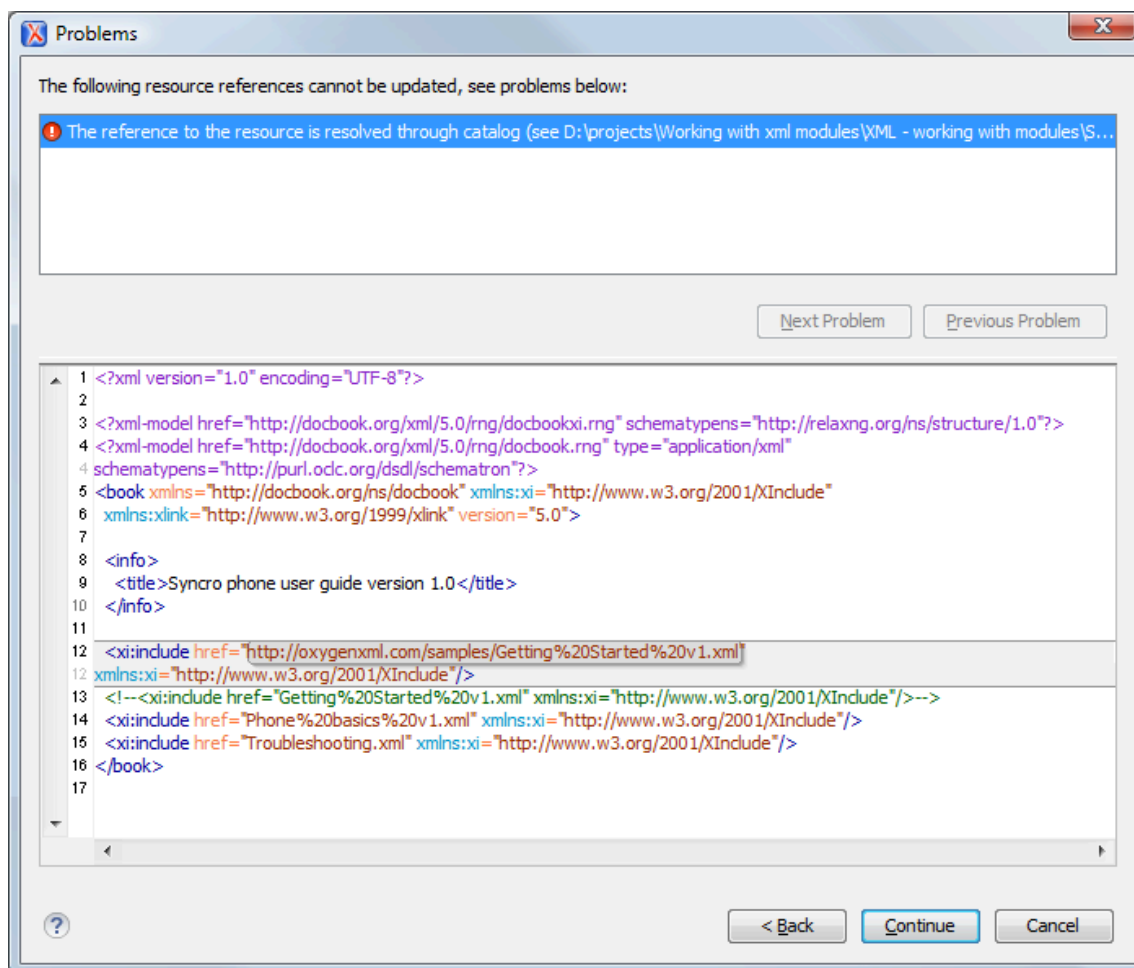 Problems
The following resource references cannot be updated, see problems below:
The reference to the resource is resolved through catalog (see D:\projects\Working with xml modules\XML - working with modules\S...
Next Problem
Previous Problem
1 <?xml version="1.0" encoding="UTF-8"?>
2
3 <?xml-model href="http://docbook.org/xml/5.0/rng/docbookxi.rng" schematypens="http://relaxng.org/ns/structure/1.0"?>
4 <?xml-model href="http://docbook.org/xml/5.0/rng/docbook.rng" type="application/xml"
4 schematypens="http://purl.oclc.org/dsdl/schematron"?>
5 <book xmlns="http://docbook.org/ns/docbook" xmlns:xi="http://www.w3.org/2001/XInclude"
6 xmlns:xlink="http://www.w3.org/1999/xlink" version="5.0">
7
8 <info>
9 <title>Syncro phone user guide version 1.0</title>
10 </info>
11
12 <xi:include href="http://oxygenxml.com/samples/Getting%20Started%20v1.xml"
12 xmlns:xi="http://www.w3.org/2001/XInclude"/>
13 <!--<xi:include href="Getting%20Started%20v1.xml" xmlns:xi="http://www.w3.org/2001/XInclude"/>-->
14 <xi:include href="Phone%20basics%20v1.xml" xmlns:xi="http://www.w3.org/2001/XInclude"/>
15 <xi:include href="Troubleshooting.xml" xmlns:xi="http://www.w3.org/2001/XInclude"/>
16 </book>
17
?
< Back
Continue
Cancel